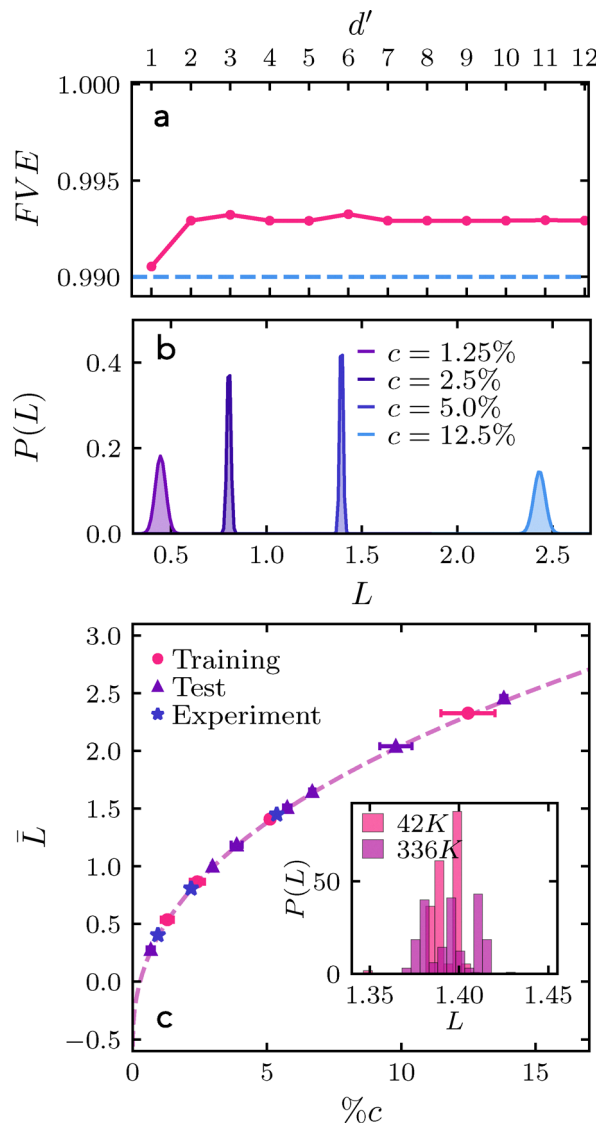 d′
1 2 3 4 5 6 7 8 9 10 11 12
1.000
a
0.995
FVE
0.990
b
0.4
c = 1.25%
c = 2.5%
c = 5.0%
c = 12.5%
P(L)
0.2
0.0
0.5 1.0 1.5 2.0 2.5
L
3.0
Training
Test
Experiment
2.5
2.0
1.5
L̄
1.0
0.5
0.0
−0.5
42K
336K
P(L)
50
0
1.35 1.40 1.45
L
c
0 5 10 15
%c